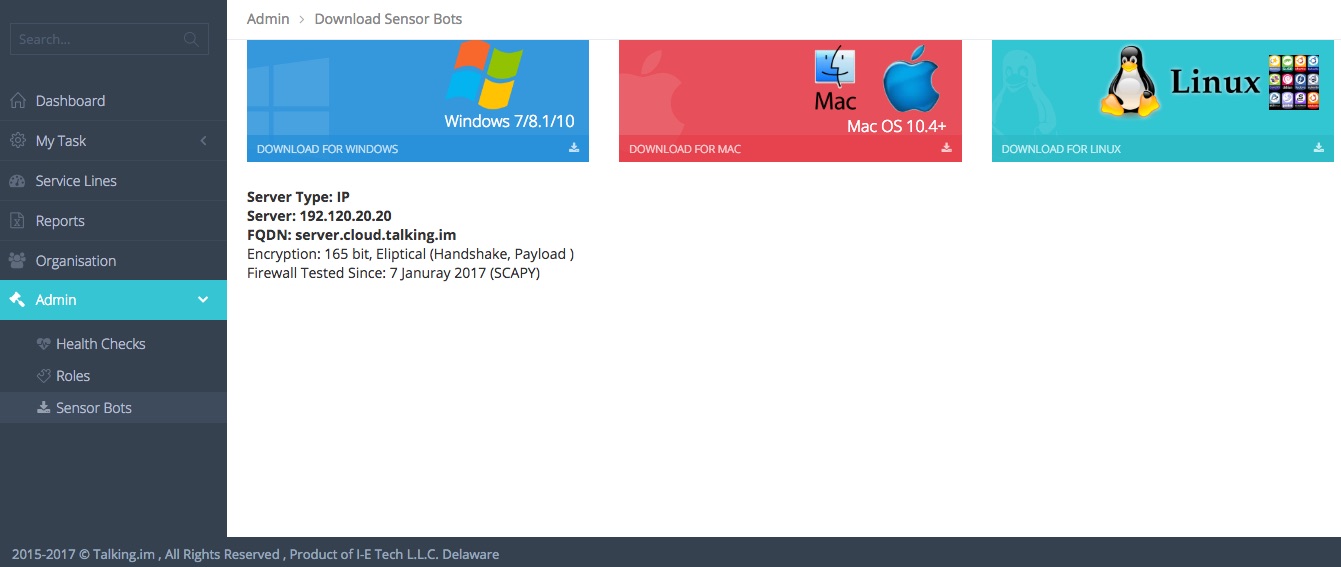 Search...
Dashboard
My Task
Service Lines
Reports
Organisation
Admin
Health Checks
Roles
Sensor Bots
Admin > Download Sensor Bots
Windows 7/8.1/10
DOWNLOAD FOR WINDOWS
Mac
Mac OS 10.4+
DOWNLOAD FOR MAC
Linux
DOWNLOAD FOR LINUX
Server Type: IP
Server: 192.120.20.20
FQDN: server.cloud.talking.im
Encryption: 165 bit, Eliptical (Handshake, Payload )
Firewall Tested Since: 7 Januray 2017 (SCAPY)
2015-2017 © Talking.im , All Rights Reserved , Product of I-E Tech L.L.C. Delaware